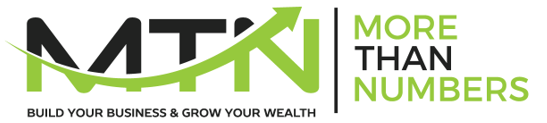 MTN
BUILD YOUR BUSINESS & GROW YOUR WEALTH
MORE
THAN
NUMBERS